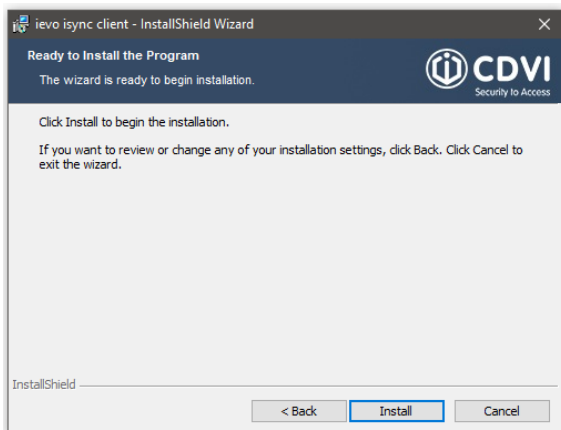 ievo isync client - InstallShield Wizard
Ready to Install the Program
The wizard is ready to begin installation.
CDVI
Security to Access
Click Install to begin the installation.
If you want to review or change any of your installation settings, click Back. Click Cancel to
exit the wizard.
InstallShield
< Back
Install
Cancel